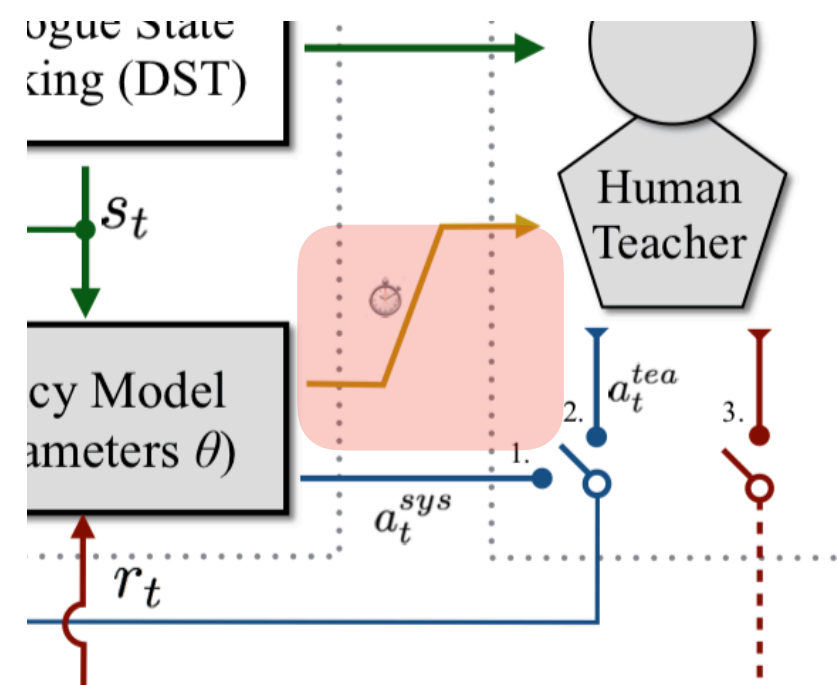 ogue State
king (DST)
s_t
Human
Teacher
cy Model
ameters θ)
a_t^{tea}
2.
3.
1.
a_t^{sys}
r_t